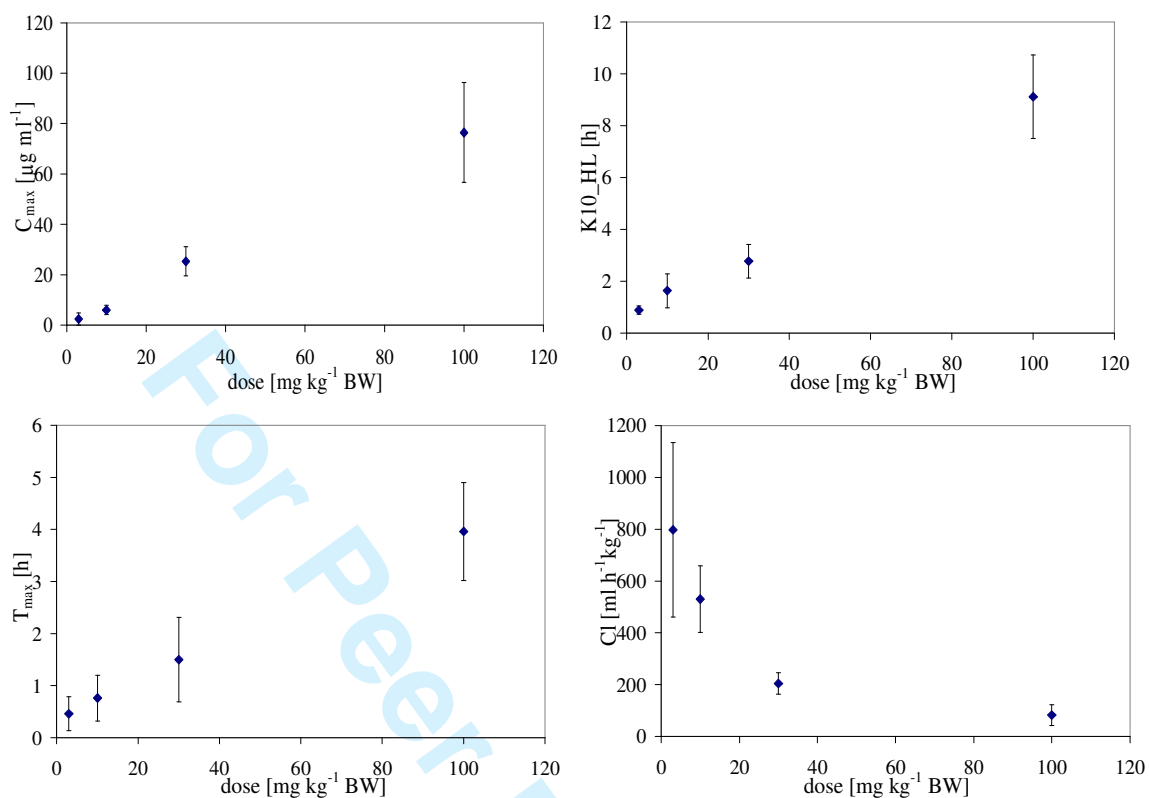 120
100
80
60
40
20
0
C_max [µg ml⁻¹]
0 20 40 60 80 100 120
dose [mg kg⁻¹ BW]
12
10
8
6
4
2
0
K10_HL [h]
0 20 40 60 80 100 120
dose [mg kg⁻¹ BW]
6
5
4
3
2
1
0
T_max [h]
0 20 40 60 80 100 120
dose [mg kg⁻¹ BW]
1200
1000
800
600
400
200
0
Cl [ml h⁻¹kg⁻¹]
0 20 40 60 80 100 120
dose [mg kg⁻¹ BW]
For Peer